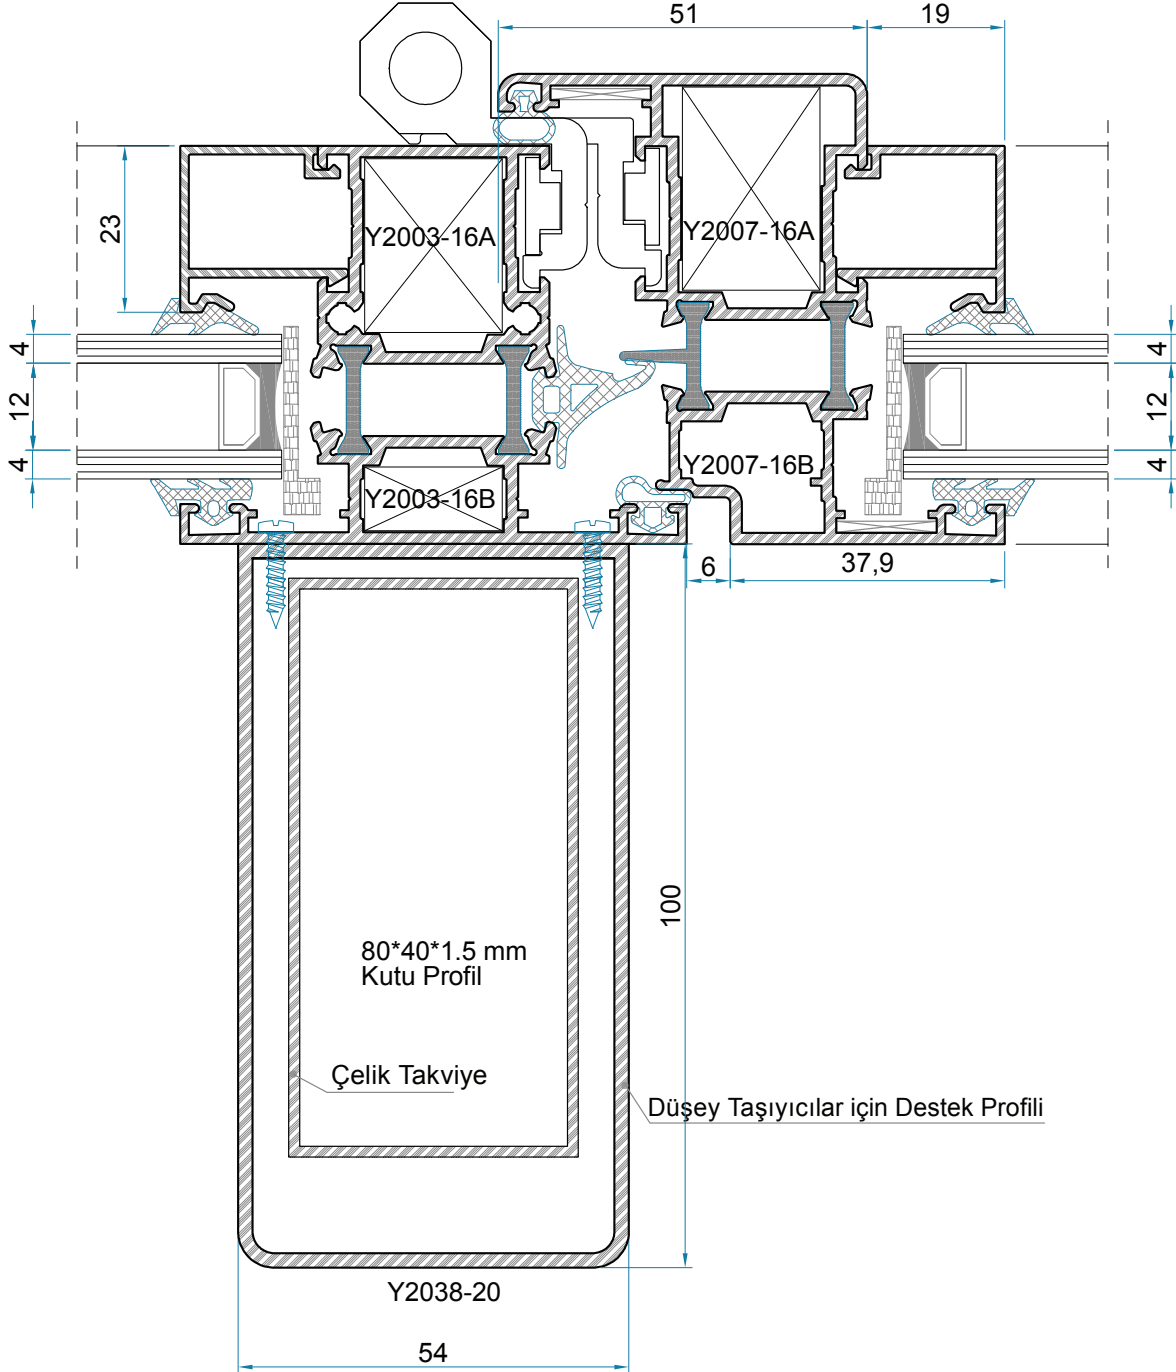 51
19
23
Y2003-16A
Y2007-16A
4
12
4
4
12
4
Y2003-16B
Y2007-16B
6
37,9
100
80*40*1.5 mm
Kutu Profil
Çelik Takviye
Düşey Taşıyıcılar için Destek Profili
Y2038-20
54